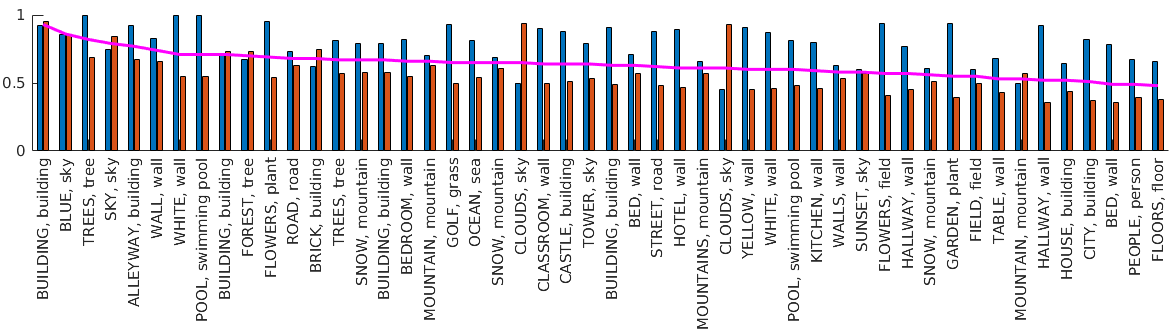 1
0.5
0
BUILDING, building
BLUE, sky
TREES, tree
SKY, sky
ALLEYWAY, building
WALL, wall
WHITE, wall
POOL, swimming pool
BUILDING, building
FOREST, tree
FLOWERS, plant
ROAD, road
BRICK, building
TREES, tree
SNOW, mountain
BUILDING, building
BEDROOM, wall
MOUNTAIN, mountain
GOLF, grass
OCEAN, sea
SNOW, mountain
CLOUDS, sky
CLASSROOM, wall
CASTLE, building
TOWER, sky
BUILDING, building
BED, wall
STREET, road
HOTEL, wall
MOUNTAINS, mountain
CLOUDS, sky
YELLOW, wall
WHITE, wall
POOL, swimming pool
KITCHEN, wall
WALLS, wall
SUNSET, sky
FLOWERS, field
HALLWAY, wall
SNOW, mountain
GARDEN, plant
FIELD, field
TABLE, wall
MOUNTAIN, mountain
HALLWAY, wall
HOUSE, building
CITY, building
BED, wall
PEOPLE, person
FLOORS, floor